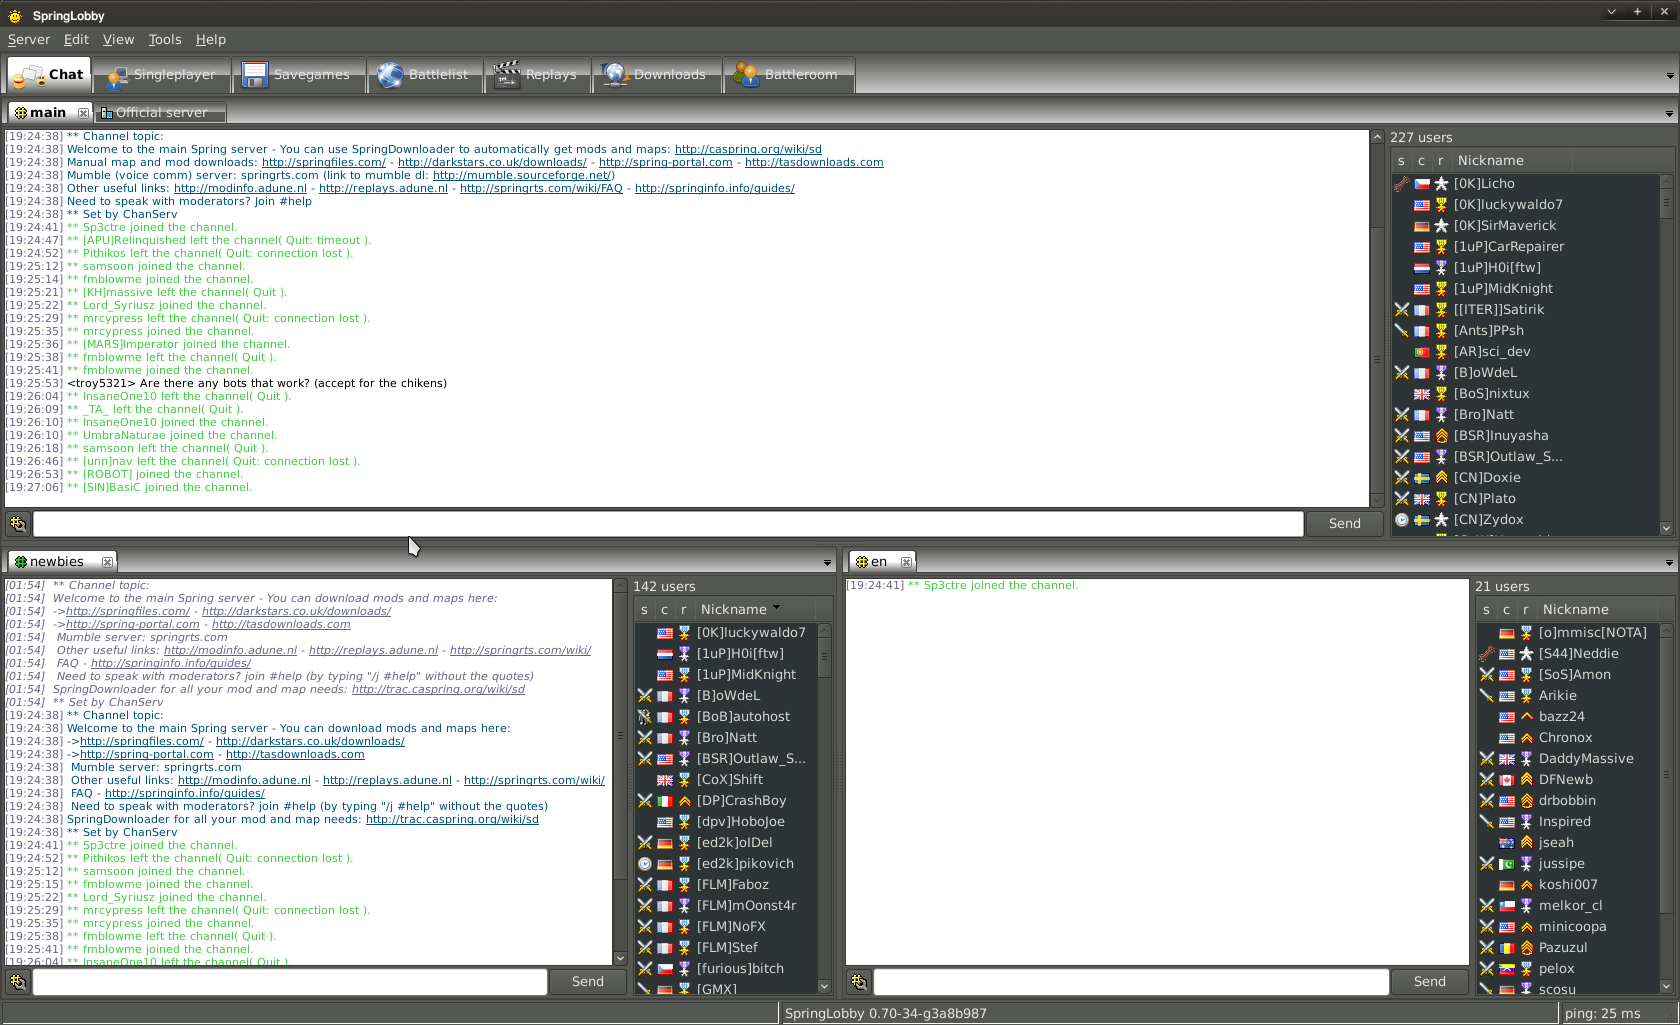 SpringLobby
Server Edit View Tools Help
Chat Singleplayer Savegames Battlelist Replays Downloads Battleroom
main Official server
[19:24:38] ** Channel topic:
[19:24:38] Welcome to the main Spring server - You can use SpringDownloader to automatically get mods and maps: http://caspring.org/wiki/sd
[19:24:38] Manual map and mod downloads: http://springfiles.com/ - http://darkstars.co.uk/downloads/ - http://spring-portal.com - http://tasdownloads.com
[19:24:38] Mumble (voice comm) server: springrts.com (link to mumble dl: http://mumble.sourceforge.net/)
[19:24:38] Other useful links: http://modinfo.adune.nl - http://replays.adune.nl - http://springrts.com/wiki/FAQ - http://springinfo.info/guides/
[19:24:38] Need to speak with moderators? Join #help
[19:24:38] ** Set by ChanServ
[19:24:41] ** Sp3ctre joined the channel.
[19:24:47] ** [APU]Relinquished left the channel( Quit: timeout ).
[19:24:52] ** Pithikos left the channel( Quit: connection lost ).
[19:25:12] ** samsoon joined the channel.
[19:25:14] ** fmblowme joined the channel.
[19:25:21] ** [KH]massive left the channel( Quit ).
[19:25:22] ** Lord_Syriusz joined the channel.
[19:25:29] ** mrcypress left the channel( Quit: connection lost ).
[19:25:35] ** mrcypress joined the channel.
[19:25:36] ** [MARS]Imperator joined the channel.
[19:25:38] ** fmblowme left the channel( Quit ).
[19:25:41] ** fmblowme joined the channel.
[19:25:53] <troy5321> Are there any bots that work? (accept for the chikens)
[19:26:04] ** InsaneOne10 left the channel( Quit ).
[19:26:09] ** _TA_ left the channel( Quit ).
[19:26:10] ** InsaneOne10 joined the channel.
[19:26:10] ** UmbraNaturae joined the channel.
[19:26:18] ** samsoon left the channel( Quit ).
[19:26:46] ** [unn]nav left the channel( Quit: connection lost ).
[19:26:53] ** [ROBOT] joined the channel.
[19:27:06] ** [SIN]BasiC joined the channel.
Send
227 users
s c r Nickname
[0K]Licho
[0K]luckywaldo7
[0K]SirMaverick
[1uP]CarRepairer
[1uP]H0i[ftw]
[1uP]MidKnight
[[ITER]]Satirik
[Ants]PPsh
[AR]sci_dev
[B]oWdeL
[BoS]nixtux
[Bro]Natt
[BSR]Inuyasha
[BSR]Outlaw_S...
[CN]Doxie
[CN]Plato
[CN]Zydox
newbies
[01:54] ** Channel topic:
[01:54] Welcome to the main Spring server - You can download mods and maps here:
[01:54] ->http://springfiles.com/ - http://darkstars.co.uk/downloads/
[01:54] ->http://spring-portal.com - http://tasdownloads.com
[01:54] Mumble server: springrts.com
[01:54] Other useful links: http://modinfo.adune.nl - http://replays.adune.nl - http://springrts.com/wiki/
[01:54] FAQ - http://springinfo.info/guides/
[01:54] Need to speak with moderators? join #help (by typing "/j #help" without the quotes)
[01:54] SpringDownloader for all your mod and map needs: http://trac.caspring.org/wiki/sd
[01:54] ** Set by ChanServ
[19:24:38] ** Channel topic:
[19:24:38] Welcome to the main Spring server - You can download mods and maps here:
[19:24:38] ->http://springfiles.com/ - http://darkstars.co.uk/downloads/
[19:24:38] ->http://spring-portal.com - http://tasdownloads.com
[19:24:38] Mumble server: springrts.com
[19:24:38] Other useful links: http://modinfo.adune.nl - http://replays.adune.nl - http://springrts.com/wiki/
[19:24:38] FAQ - http://springinfo.info/guides/
[19:24:38] Need to speak with moderators? join #help (by typing "/j #help" without the quotes)
[19:24:38] SpringDownloader for all your mod and map needs: http://trac.caspring.org/wiki/sd
[19:24:38] ** Set by ChanServ
[19:24:41] ** Sp3ctre joined the channel.
[19:24:52] ** Pithikos left the channel( Quit: connection lost ).
[19:25:12] ** samsoon joined the channel.
[19:25:15] ** fmblowme joined the channel.
[19:25:22] ** Lord_Syriusz joined the channel.
[19:25:29] ** mrcypress left the channel( Quit: connection lost ).
[19:25:35] ** mrcypress joined the channel.
[19:25:38] ** fmblowme left the channel( Quit ).
[19:25:41] ** fmblowme joined the channel.
[19:26:04] ** InsaneOne10 left the channel( Quit ).
Send
142 users
s c r Nickname
[0K]luckywaldo7
[1uP]H0i[ftw]
[1uP]MidKnight
[B]oWdeL
[BoB]autohost
[Bro]Natt
[BSR]Outlaw_S...
[CoX]Shift
[DP]CrashBoy
[dpv]HoboJoe
[ed2k]oIDel
[ed2k]pikovich
[FLM]Faboz
[FLM]mOonst4r
[FLM]NoFX
[FLM]Stef
[furious]bitch
[GMX]
en
[19:24:41] ** Sp3ctre joined the channel.
Send
21 users
s c r Nickname
[o]mmisc[NOTA]
[S44]Neddie
[SoS]Amon
Arikie
bazz24
Chronox
DaddyMassive
DFNewb
drbobbin
Inspired
jseah
jussipe
koshi007
melkor_cl
minicoopa
Pazuzul
pelox
scosu
SpringLobby 0.70-34-g3a8b987
ping: 25 ms